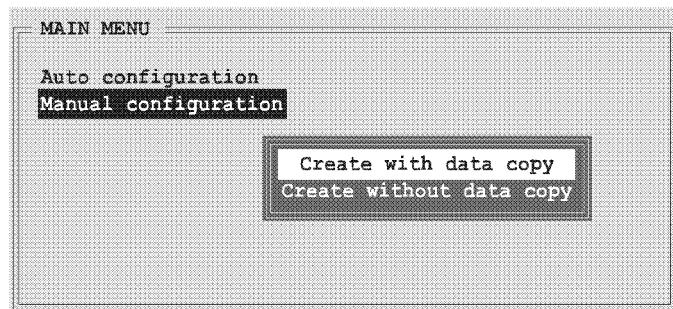 MAIN MENU
Auto configuration
Manual configuration
Create with data copy
Create without data copy